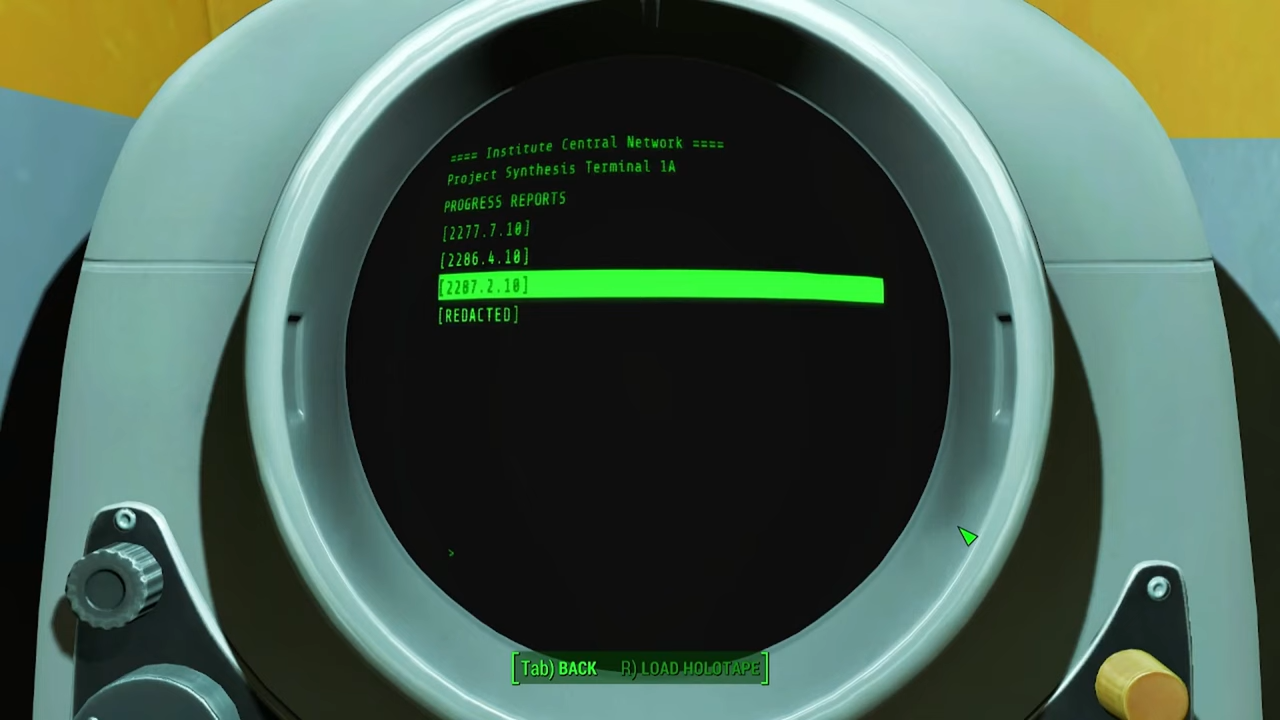 ==== Institute Central Network ====
Project Synthesis Terminal 1A
PROGRESS REPORTS
[2277.7.10]
[2286.4.10]
[2287.2.10]
[REDACTED]
>
Tab) BACK R) LOAD HOLOTAPE